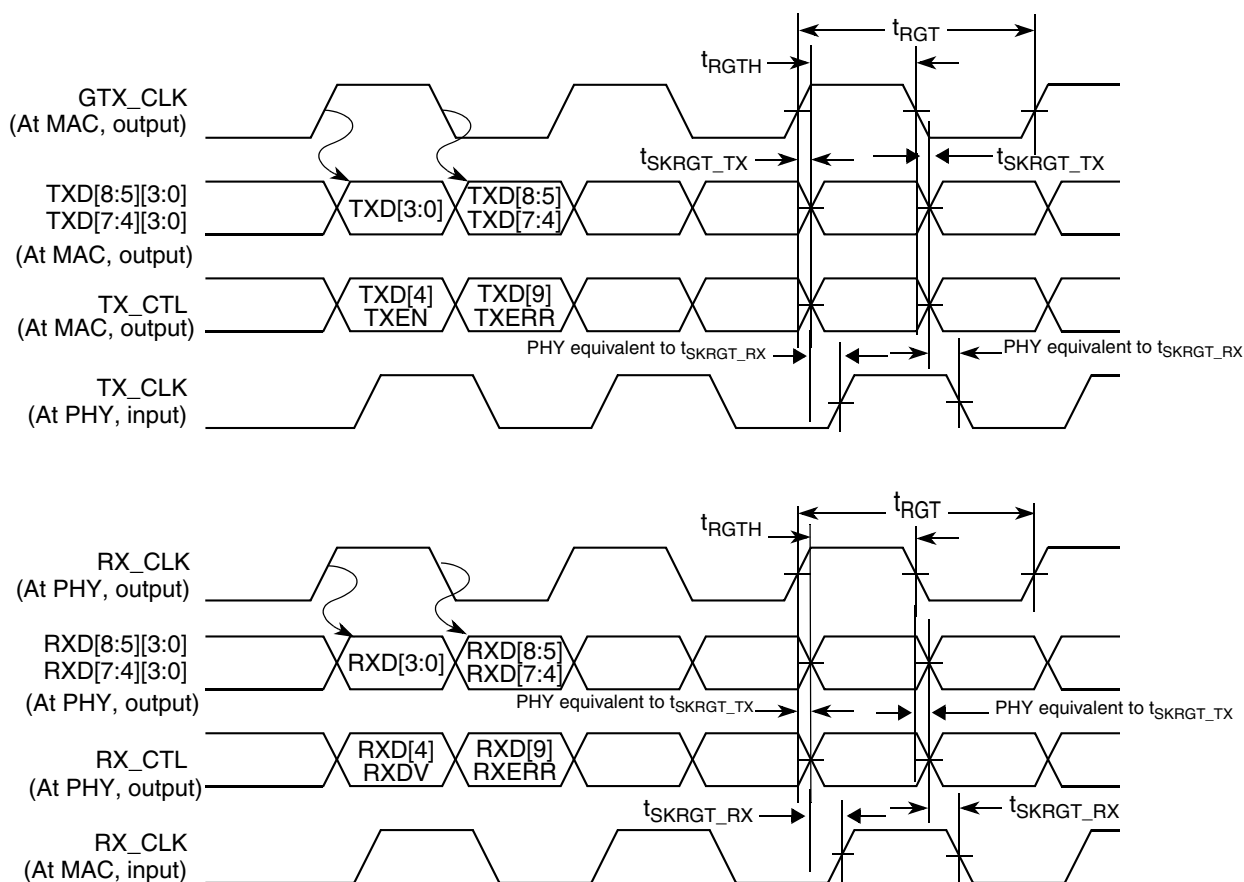 tRGT
tRGTH
GTX_CLK
(At MAC, output)
tSKRGT_TX
tSKRGT_TX
TXD[8:5][3:0]
TXD[7:4][3:0]
(At MAC, output)
TXD[3:0]
TXD[8:5]
TXD[7:4]
TX_CTL
(At MAC, output)
TXD[4]
TXEN
TXD[9]
TXERR
PHY equivalent to tSKRGT_RX
PHY equivalent to tSKRGT_RX
TX_CLK
(At PHY, input)
tRGT
tRGTH
RX_CLK
(At PHY, output)
RXD[8:5][3:0]
RXD[7:4][3:0]
(At PHY, output)
RXD[3:0]
RXD[8:5]
RXD[7:4]
PHY equivalent to tSKRGT_TX
PHY equivalent to tSKRGT_TX
RX_CTL
(At PHY, output)
RXD[4]
RXDV
RXD[9]
RXERR
tSKRGT_RX
tSKRGT_RX
RX_CLK
(At MAC, input)